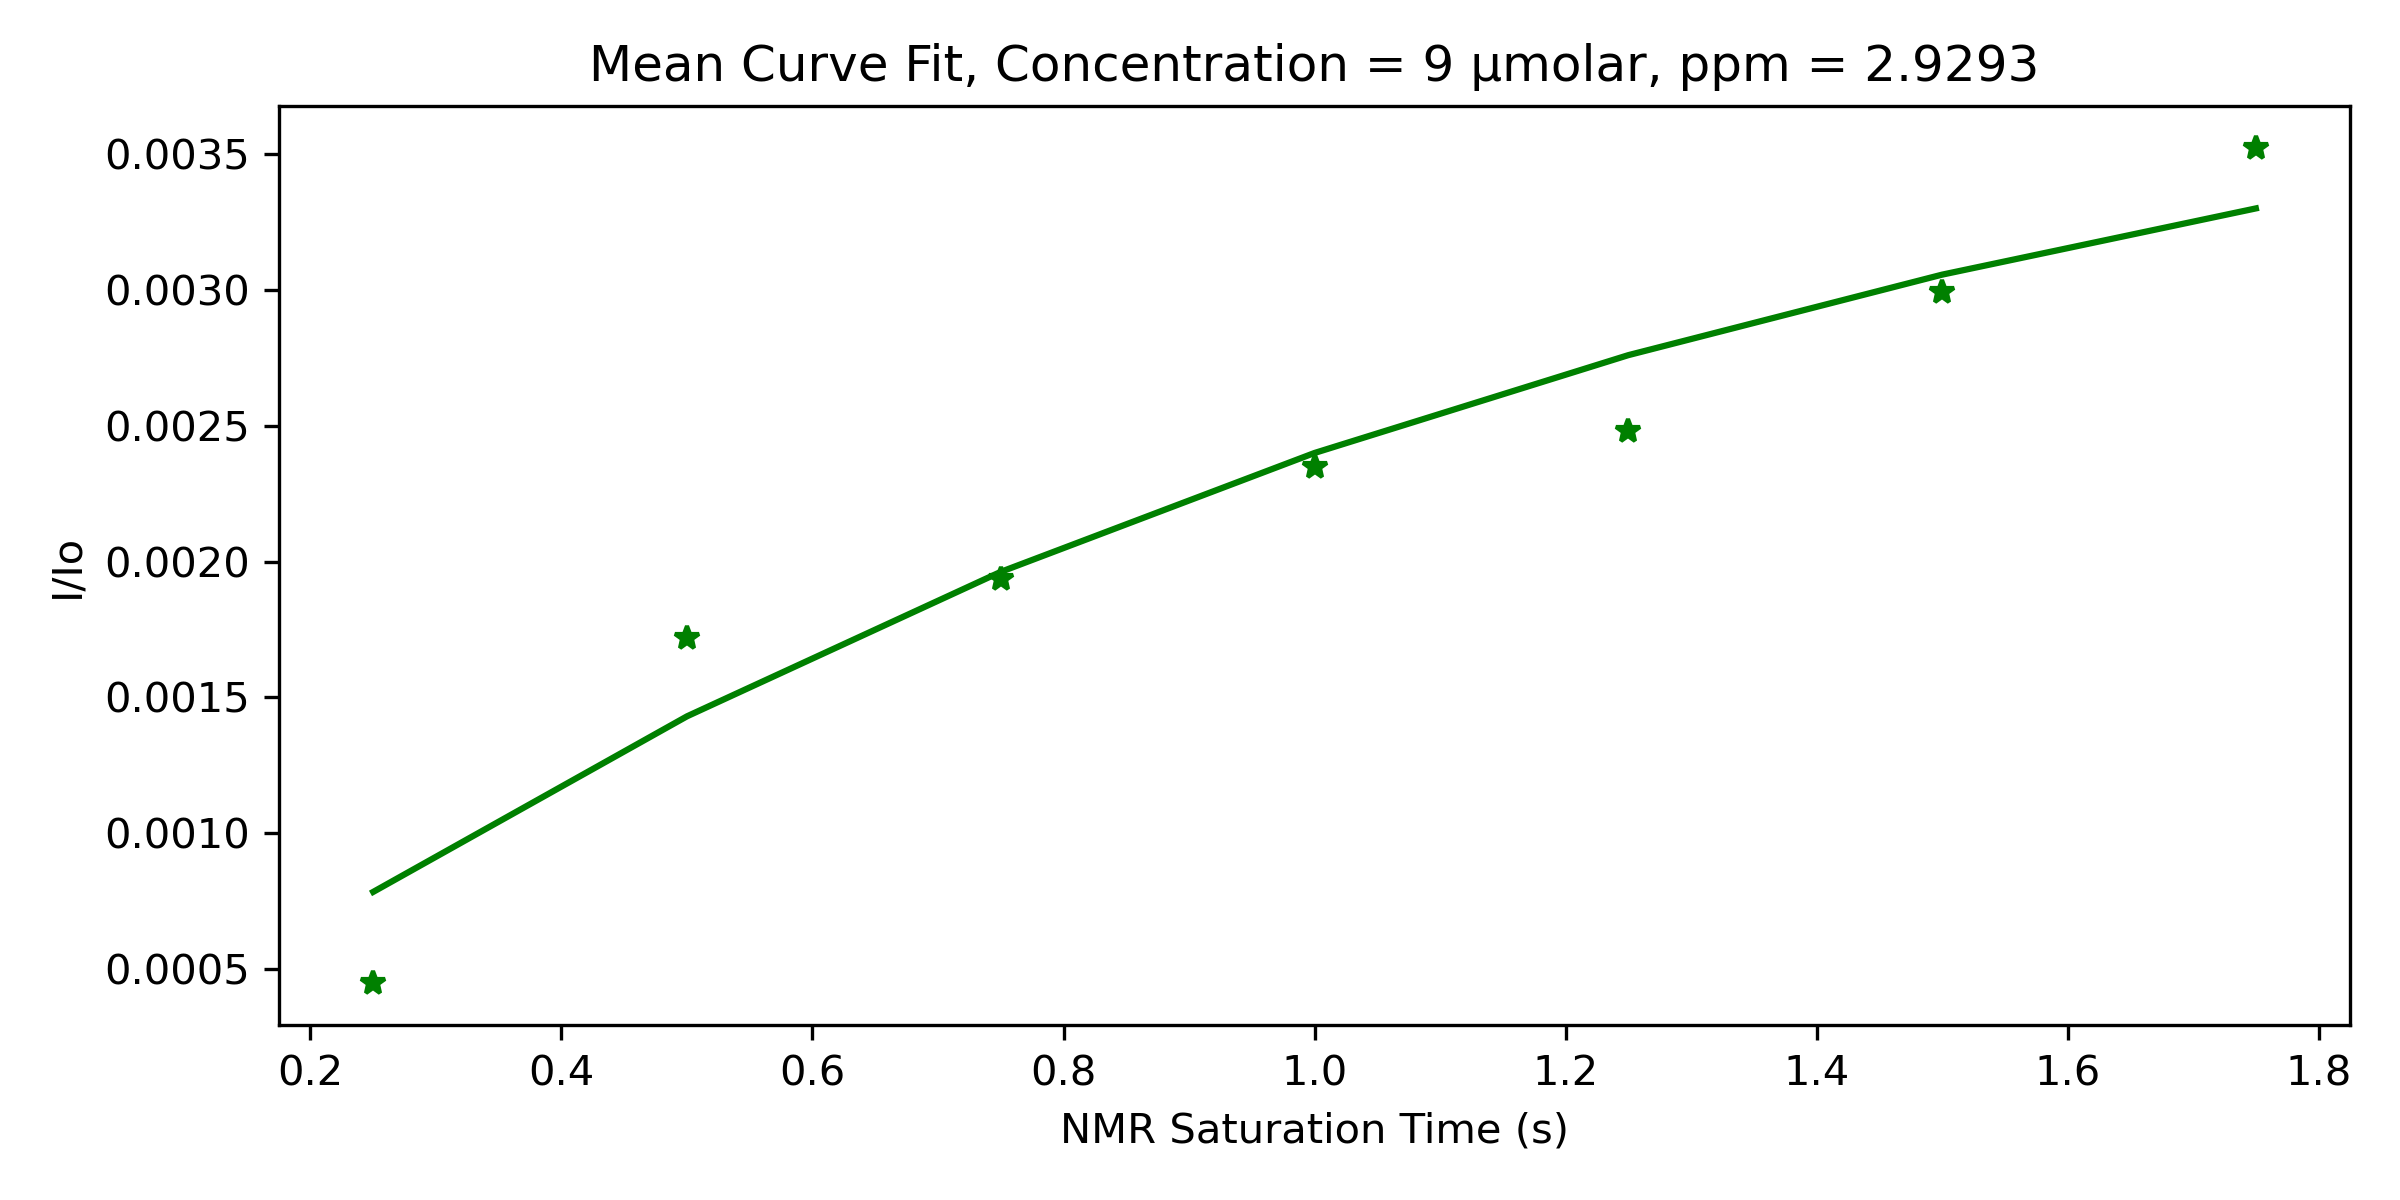 Mean Curve Fit, Concentration = 9 μmolar, ppm = 2.9293
0.0035
0.0030
0.0025
0.0020
0.0015
0.0010
0.0005
I/Io
0.2 0.4 0.6 0.8 1.0 1.2 1.4 1.6 1.8
NMR Saturation Time (s)